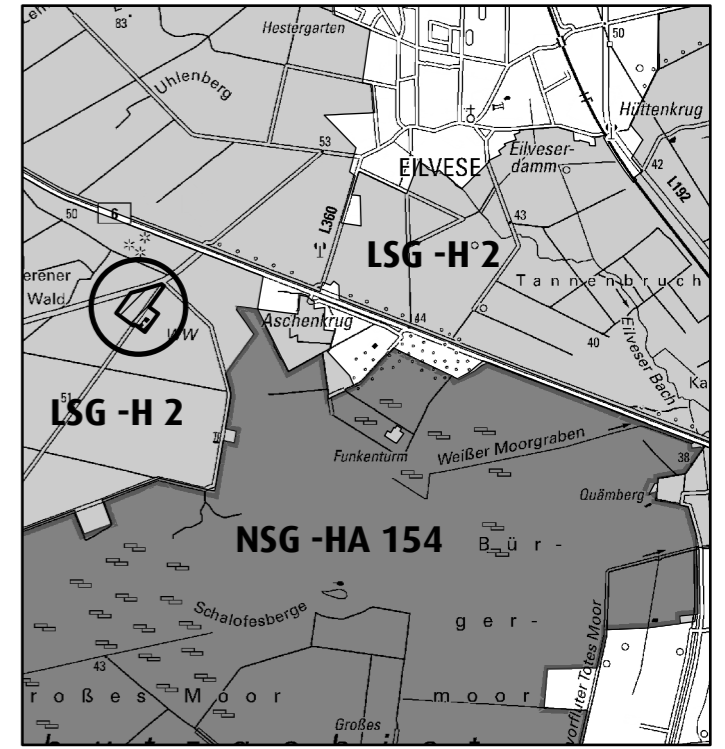 83
Hestergarten
50
Uhlenberg
Hüttenkrug
53
EILVESE
Eilveser-
damm
42
L192
50
6
L360
43
LSG -H 2
Tannenbruch
erener
Wald
WW
Aschenkrug
44
Eilveser Bach
40
Ka
51
LSG -H 2
Funkenturm
Weißer Moorgraben
38
Quämberg
NSG -HA 154
Bür-
Schalofesberge
ger-
43
roßes Moor
moor
vorfluter Totes Moor
Großes